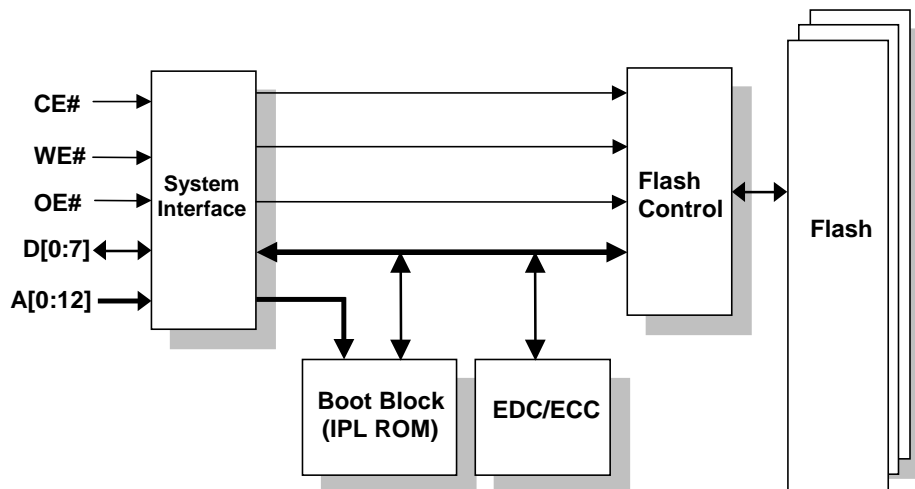 CE#
WE#
OE#
D[0:7]
A[0:12]
System
Interface
Flash
Control
Flash
Boot Block
(IPL ROM)
EDC/ECC